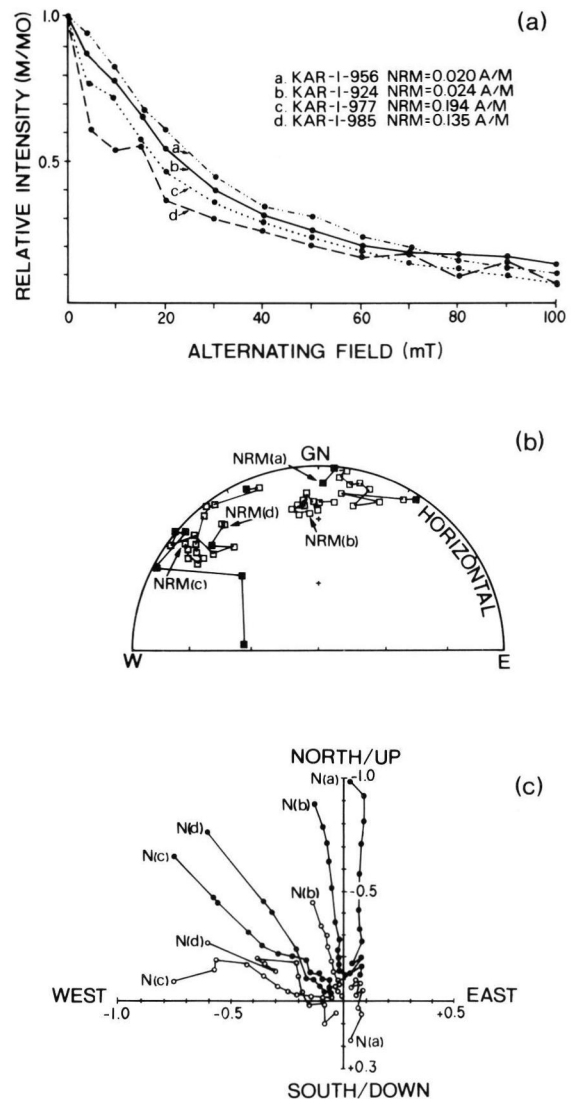 (a)
RELATIVE INTENSITY (M/MO)
1.0
0.5
a. KAR-I-956 NRM=0.020 A/M
b. KAR-I-924 NRM=0.024 A/M
c. KAR-I-977 NRM=0.194 A/M
d. KAR-I-985 NRM=0.135 A/M
a
b
c
d
0 20 40 60 80 100
ALTERNATING FIELD (mT)
(b)
GN
NRM(a)
NRM(d)
NRM(b)
NRM(c)
HORIZONTAL
W E
(c)
NORTH/UP
N(a) -1.0
N(b)
N(d)
N(c)
N(b) -0.5
N(d)
N(c)
WEST EAST
-1.0 -0.5 +0.5
N(a)
+0.3
SOUTH/DOWN